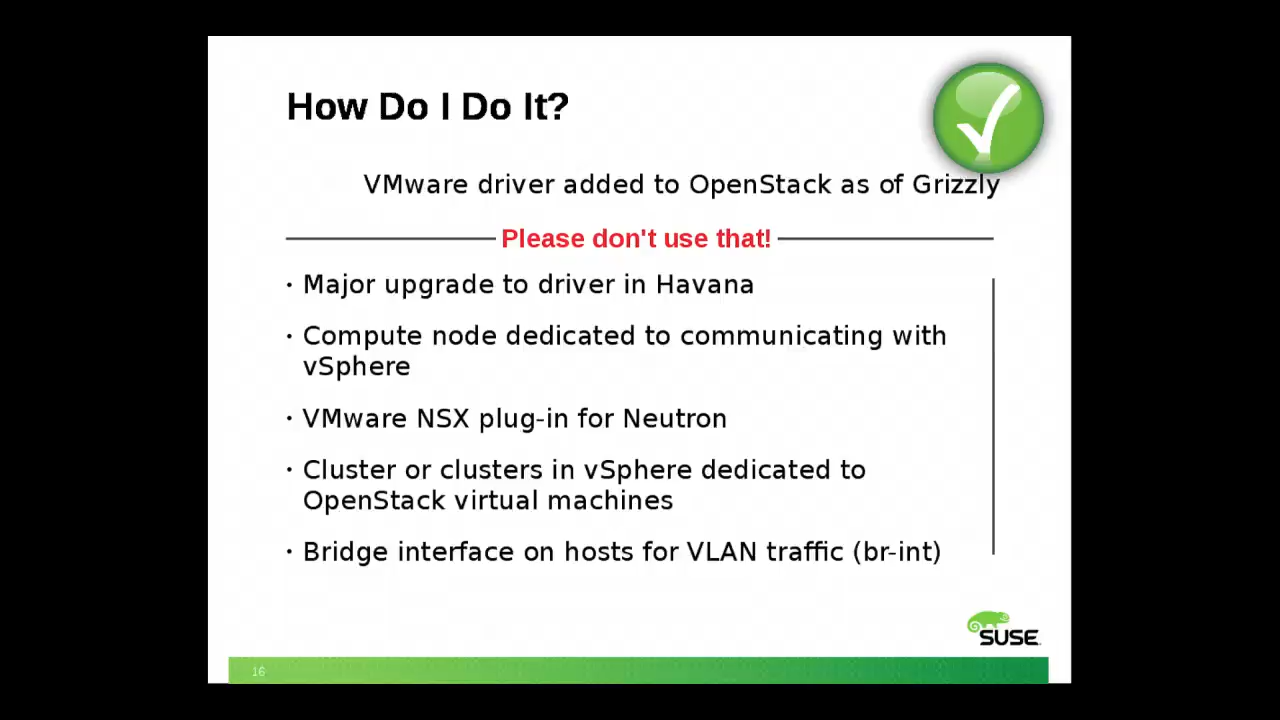 How Do I Do It?
VMware driver added to OpenStack as of Grizzly
Please don't use that!
• Major upgrade to driver in Havana
• Compute node dedicated to communicating with
vSphere
• VMware NSX plug-in for Neutron
• Cluster or clusters in vSphere dedicated to
OpenStack virtual machines
• Bridge interface on hosts for VLAN traffic (br-int)
SUSE
16